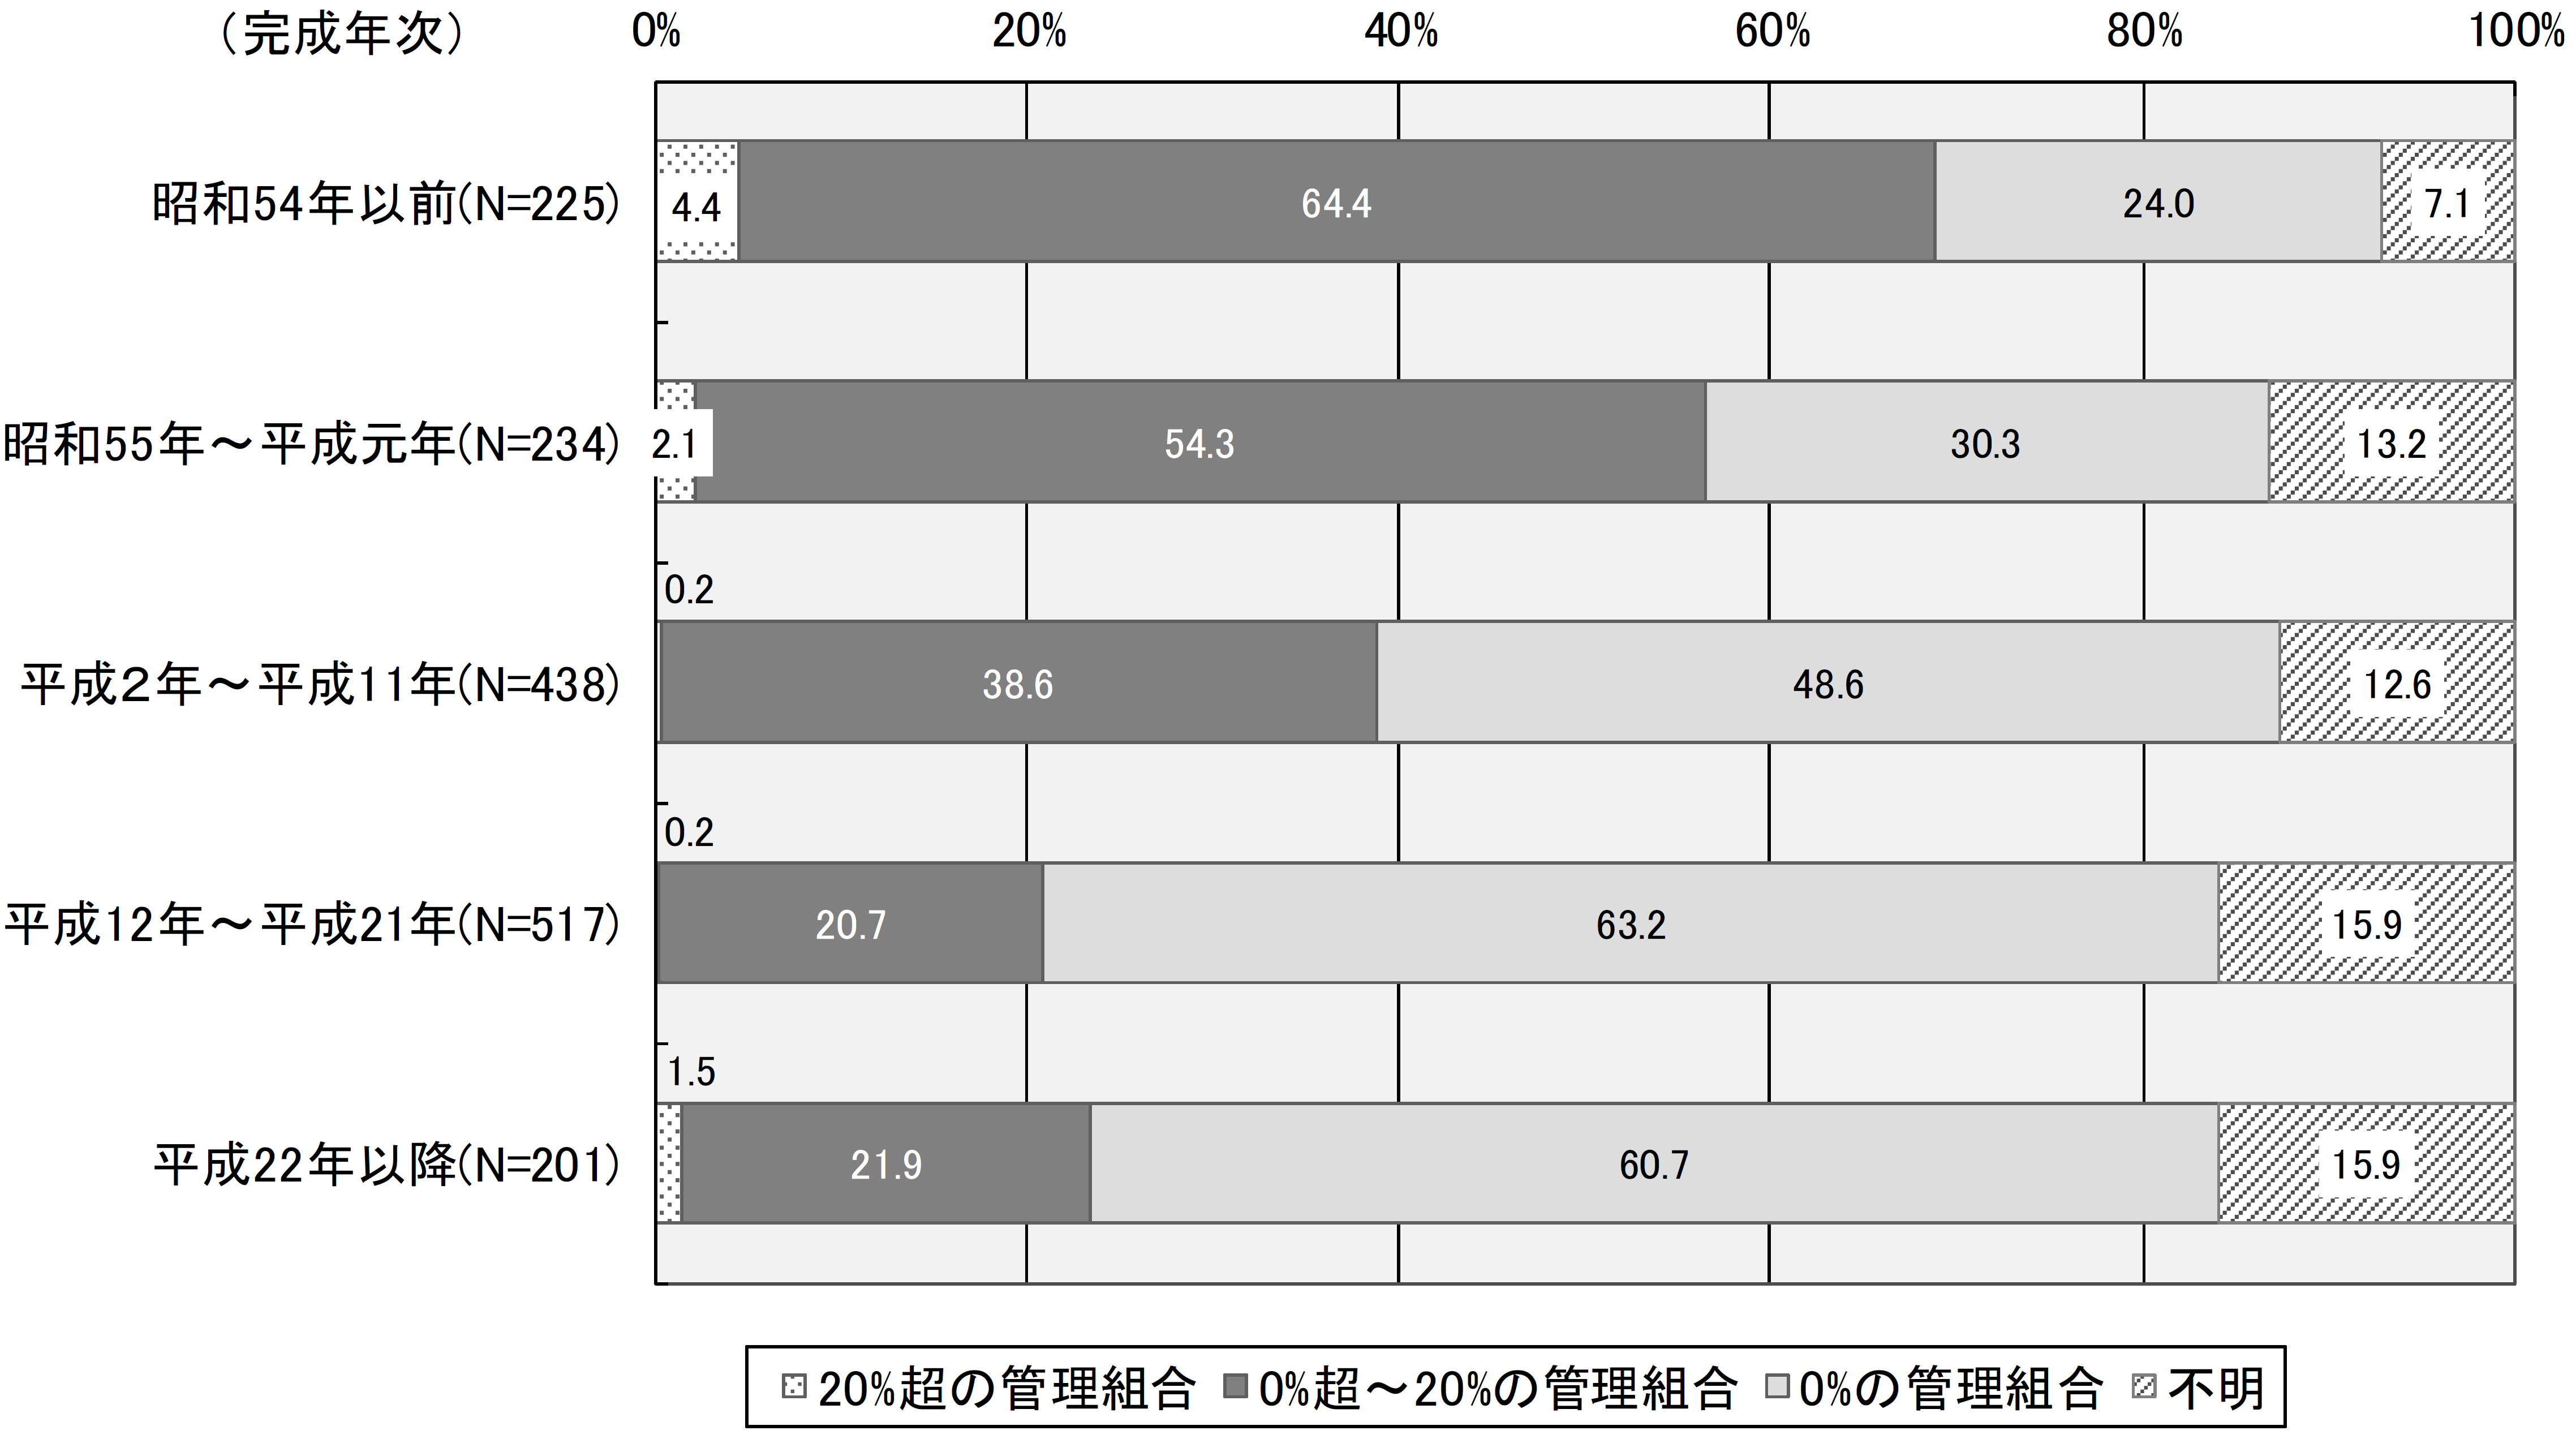 （完成年次） 0% 20% 40% 60% 80% 100%
昭和54年以前(N=225) 4.4 64.4 24.0 7.1
昭和55年～平成元年(N=234) 2.1 54.3 30.3 13.2
0.2
平成２年～平成11年(N=438) 38.6 48.6 12.6
0.2
平成12年～平成21年(N=517) 20.7 63.2 15.9
1.5
平成22年以降(N=201) 21.9 60.7 15.9
20%超の管理組合 0%超～20%の管理組合 0%の管理組合 不明